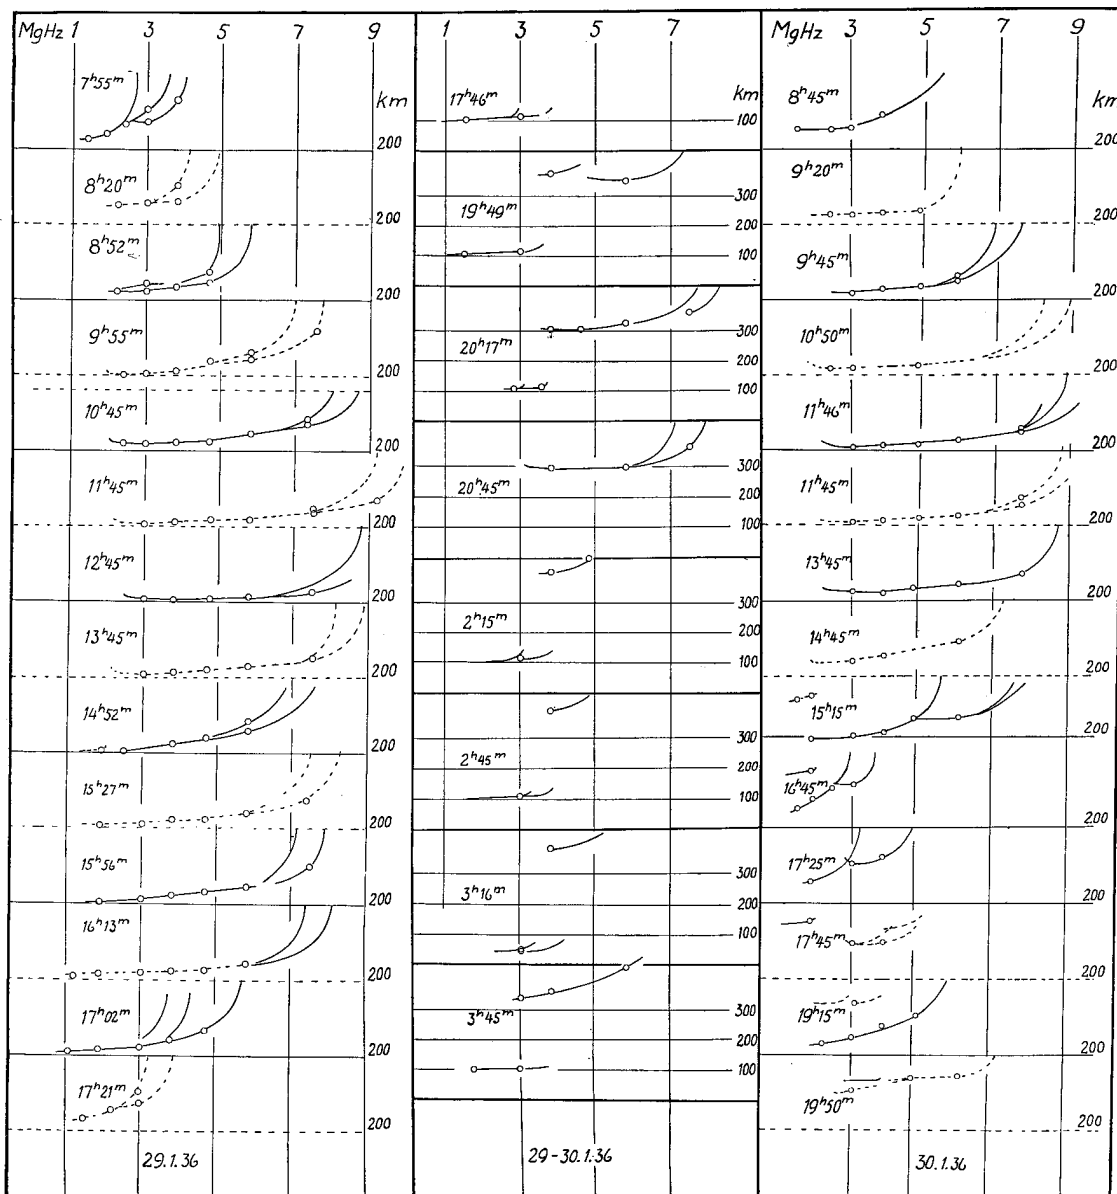 MgHz 1 3 5 7 9
km
7ʰ55ᵐ
200
8ʰ20ᵐ
200
8ʰ52ᵐ
200
9ʰ55ᵐ
200
10ʰ45ᵐ
200
11ʰ45ᵐ
200
12ʰ45ᵐ
200
13ʰ45ᵐ
200
14ʰ52ᵐ
200
15ʰ27ᵐ
200
15ʰ56ᵐ
200
16ʰ13ᵐ
200
17ʰ02ᵐ
200
17ʰ21ᵐ
200
29.1.36
1 3 5 7
km
17ʰ46ᵐ
100
300
19ʰ49ᵐ
200
100
300
20ʰ17ᵐ
200
100
300
20ʰ45ᵐ
200
100
300
2ʰ15ᵐ
200
100
300
2ʰ45ᵐ
200
100
300
3ʰ16ᵐ
200
100
300
3ʰ45ᵐ
200
100
29-30.1.36
MgHz 3 5 7 9
km
8ʰ45ᵐ
200
9ʰ20ᵐ
200
9ʰ45ᵐ
200
10ʰ50ᵐ
200
11ʰ46ᵐ
200
11ʰ45ᵐ
200
13ʰ45ᵐ
200
14ʰ45ᵐ
200
15ʰ15ᵐ
200
16ʰ45ᵐ
200
17ʰ25ᵐ
200
17ʰ45ᵐ
200
19ʰ15ᵐ
200
19ʰ50ᵐ
200
30.1.36